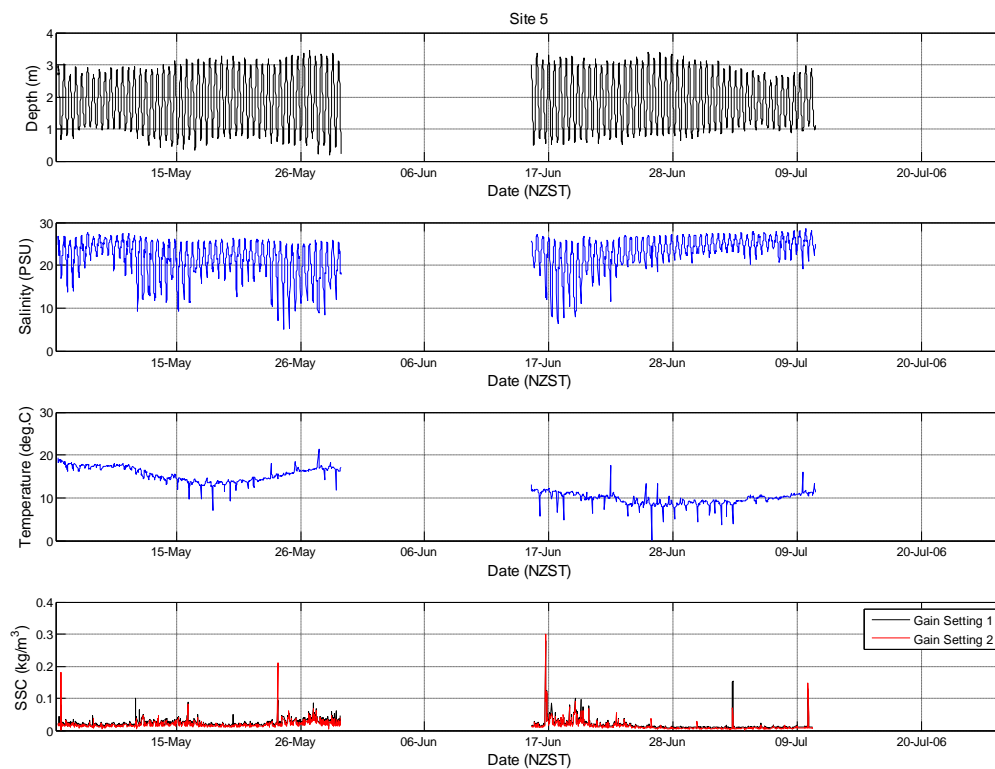 Site 5
4
3
2
1
0
Depth (m)
15-May 26-May 06-Jun 17-Jun 28-Jun 09-Jul 20-Jul-06
Date (NZST)
30
20
10
0
Salinity (PSU)
15-May 26-May 06-Jun 17-Jun 28-Jun 09-Jul 20-Jul-06
Date (NZST)
30
20
10
0
Temperature (deg.C)
15-May 26-May 06-Jun 17-Jun 28-Jun 09-Jul 20-Jul-06
Date (NZST)
0.4
0.3
0.2
0.1
0
SSC (kg/m³)
Gain Setting 1
Gain Setting 2
15-May 26-May 06-Jun 17-Jun 28-Jun 09-Jul 20-Jul-06
Date (NZST)